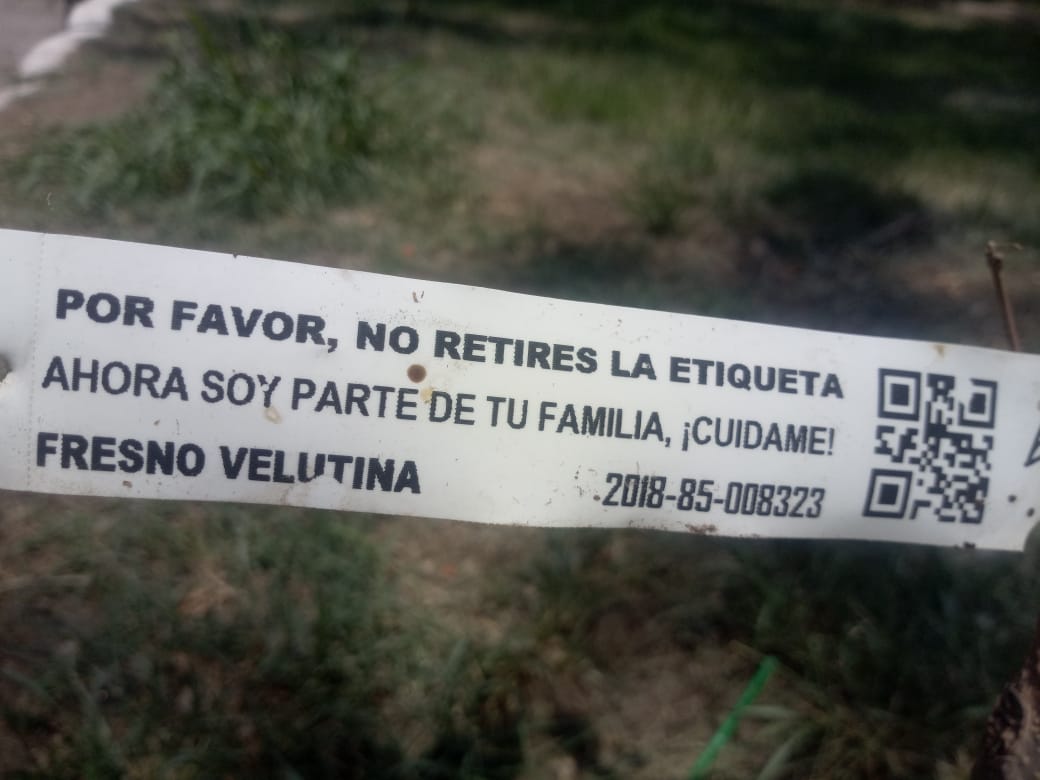 POR FAVOR, NO RETIRES LA ETIQUETA
AHORA SOY PARTE DE TU FAMILIA, ¡CUIDAME!
FRESNO VELUTINA 2018-85-008323